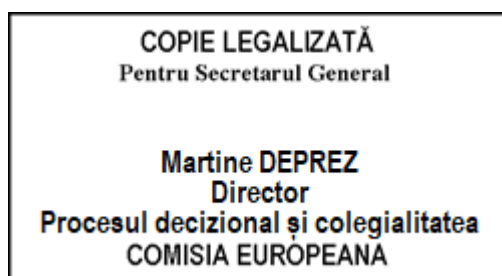 COPIE LEGALIZATĂ
Pentru Secretarul General
Martine DEPREZ
Director
Procesul decizional și colegialitatea
COMISIA EUROPEANA